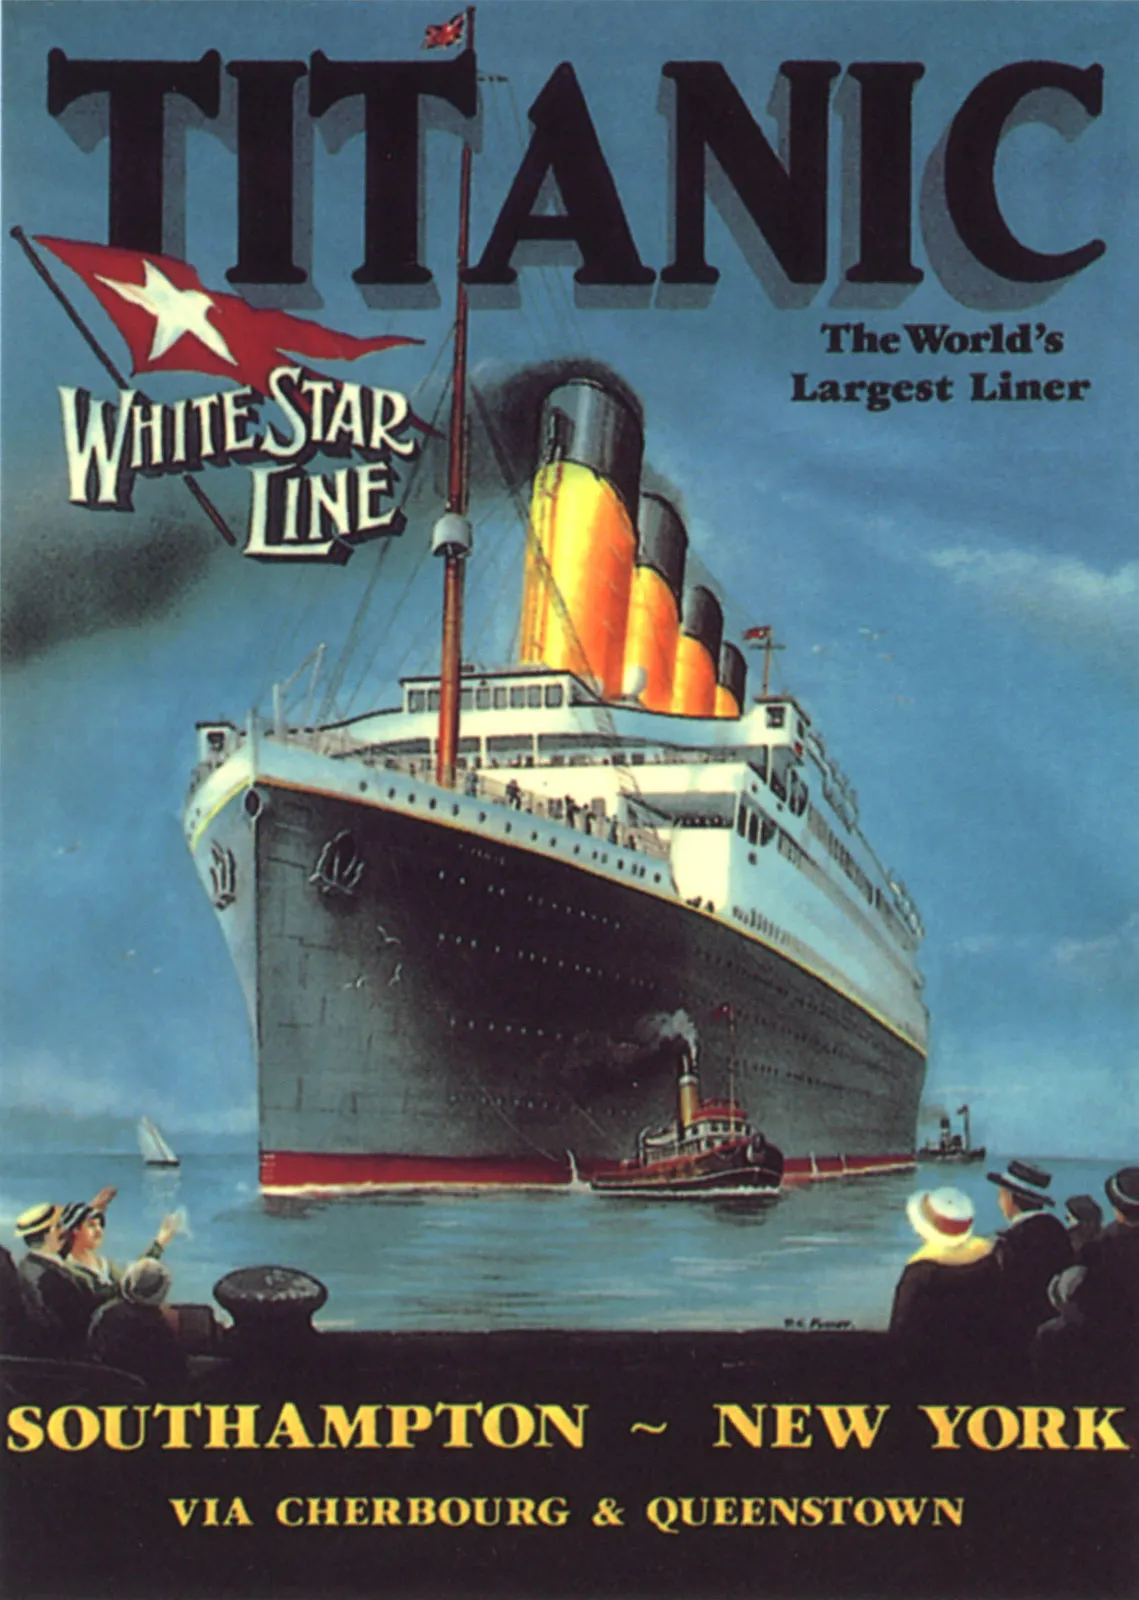 TITANIC
The World's
Largest Liner
WHITE STAR
LINE
SOUTHAMPTON ~ NEW YORK
VIA CHERBOURG & QUEENSTOWN